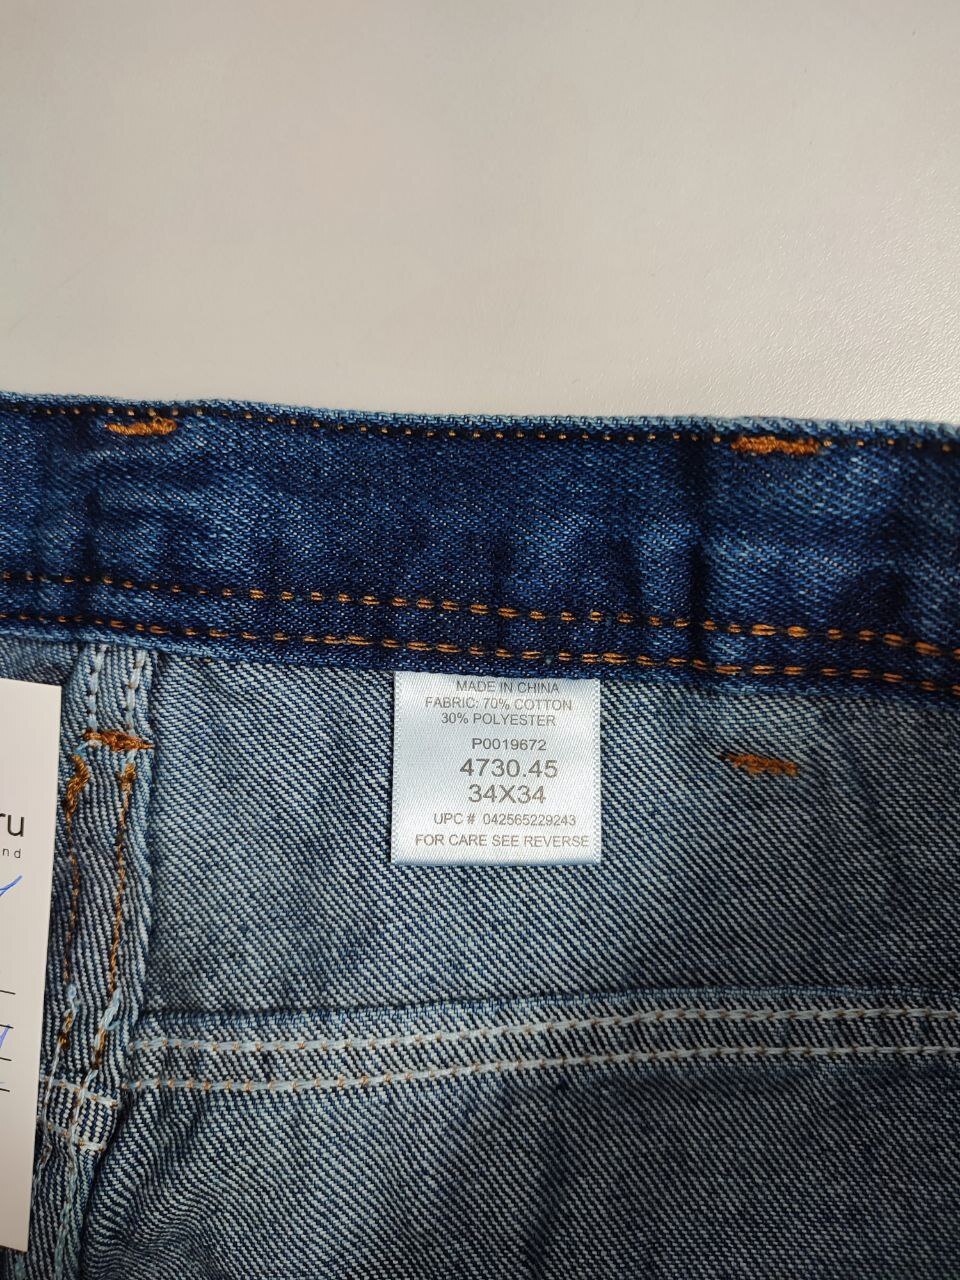 MADE IN CHINA
FABRIC: 70% COTTON
30% POLYESTER
P0019672
4730.45
34X34
UPC # 042565229243
FOR CARE SEE REVERSE
ru
nd